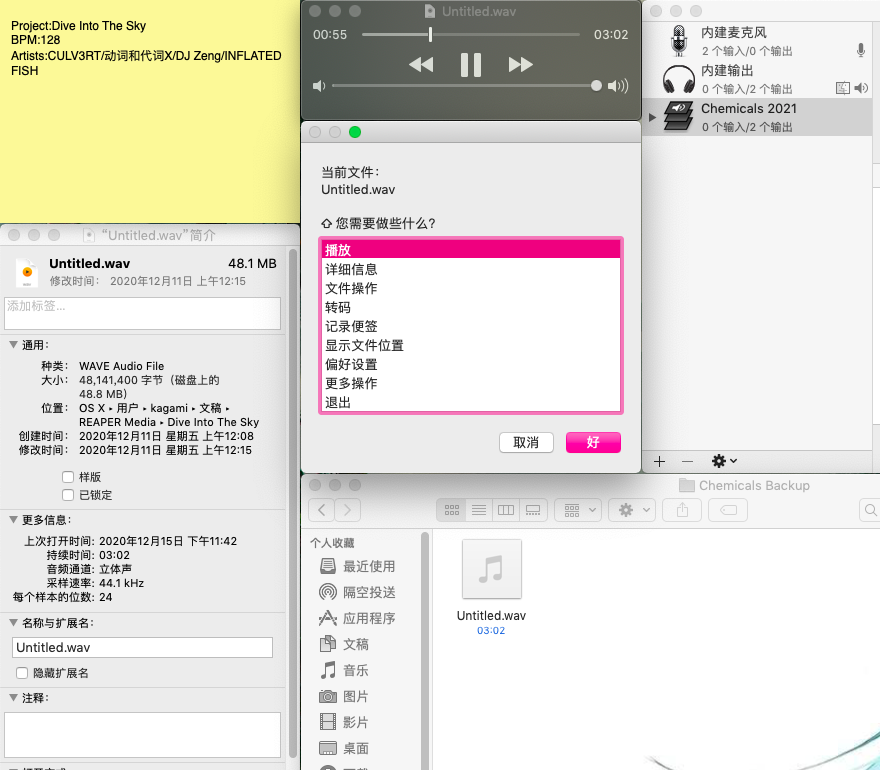 Project:Dive Into The Sky
BPM:128
Artists:CULV3RT/动词和代词X/DJ Zeng/INFLATED
FISH
Untitled.wav
00:55
03:02
当前文件：
Untitled.wav
您需要做些什么?
播放
详细信息
文件操作
转码
记录便签
显示文件位置
偏好设置
更多操作
退出
取消
好
内建麦克风
2 个输入/0 个输出
内建输出
0 个输入/2 个输出
Chemicals 2021
0 个输入/2 个输出
“Untitled.wav”简介
Untitled.wav
48.1 MB
修改时间： 2020年12月11日 上午12:15
添加标签...
通用：
种类： WAVE Audio File
大小： 48,141,400 字节（磁盘上的
48.8 MB）
位置： OS X ▸ 用户 ▸ kagami ▸ 文稿 ▸
REAPER Media ▸ Dive Into The Sky
创建时间： 2020年12月11日 星期五 上午12:08
修改时间： 2020年12月11日 星期五 上午12:15
样版
已锁定
更多信息：
上次打开时间: 2020年12月15日 下午11:42
持续时间: 03:02
音频通道: 立体声
采样速率: 44.1 kHz
每个样本的位数: 24
名称与扩展名：
Untitled.wav
隐藏扩展名
注释：
Chemicals Backup
个人收藏
最近使用
隔空投送
应用程序
文稿
音乐
图片
影片
桌面
Untitled.wav
03:02